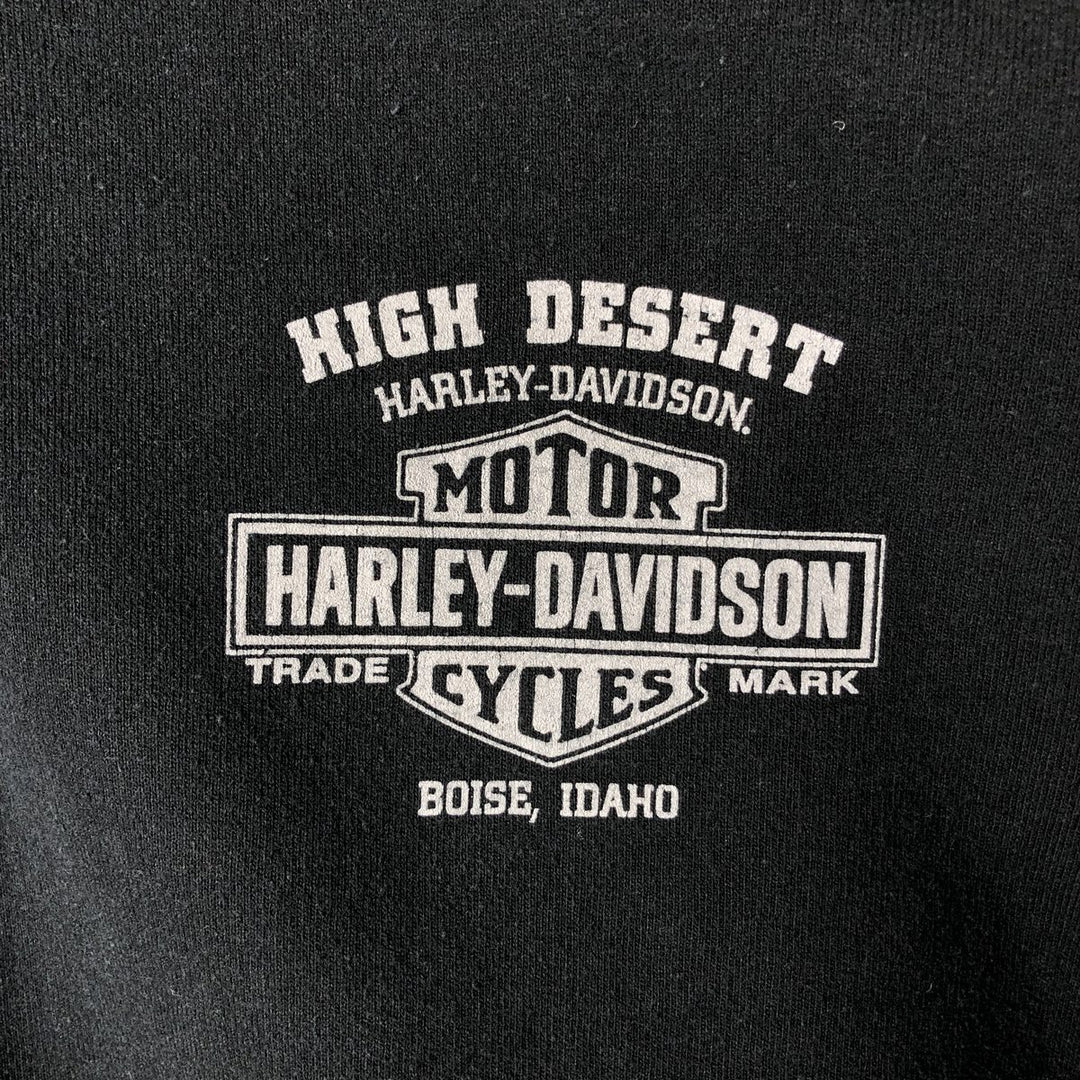 HIGH DESERT
HARLEY-DAVIDSON.
MOTOR
HARLEY-DAVIDSON
TRADE CYCLES MARK
BOISE, IDAHO